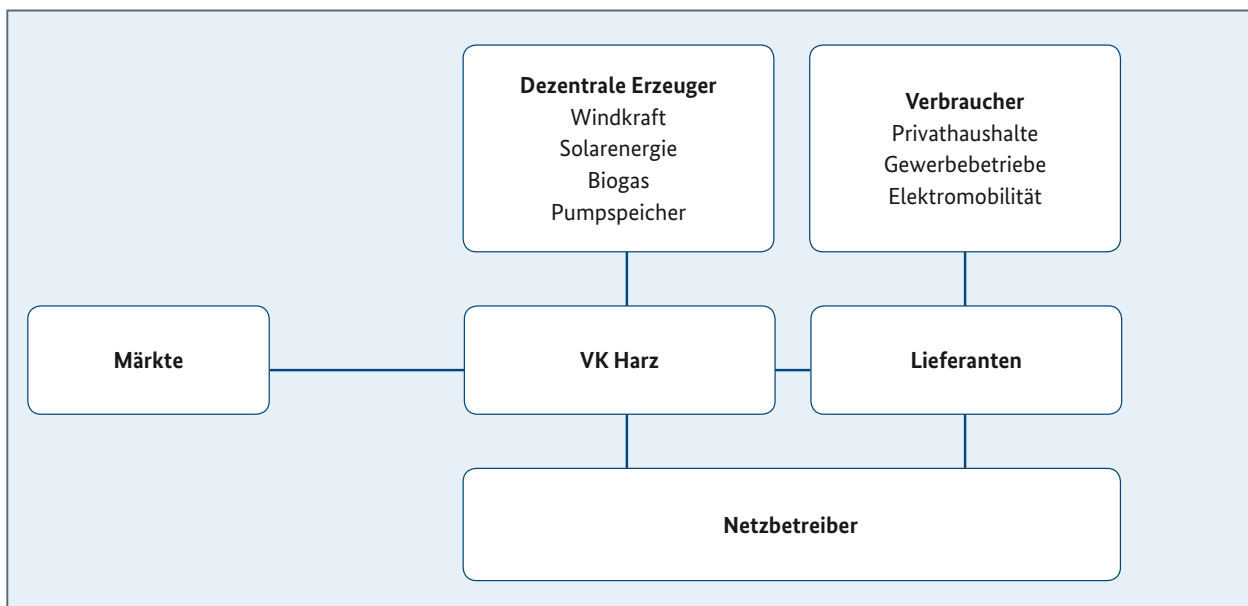 Dezentrale Erzeuger
Windkraft
Solarenergie
Biogas
Pumpspeicher
Verbraucher
Privathaushalte
Gewerbebetriebe
Elektromobilität
Märkte
VK Harz
Lieferanten
Netzbetreiber